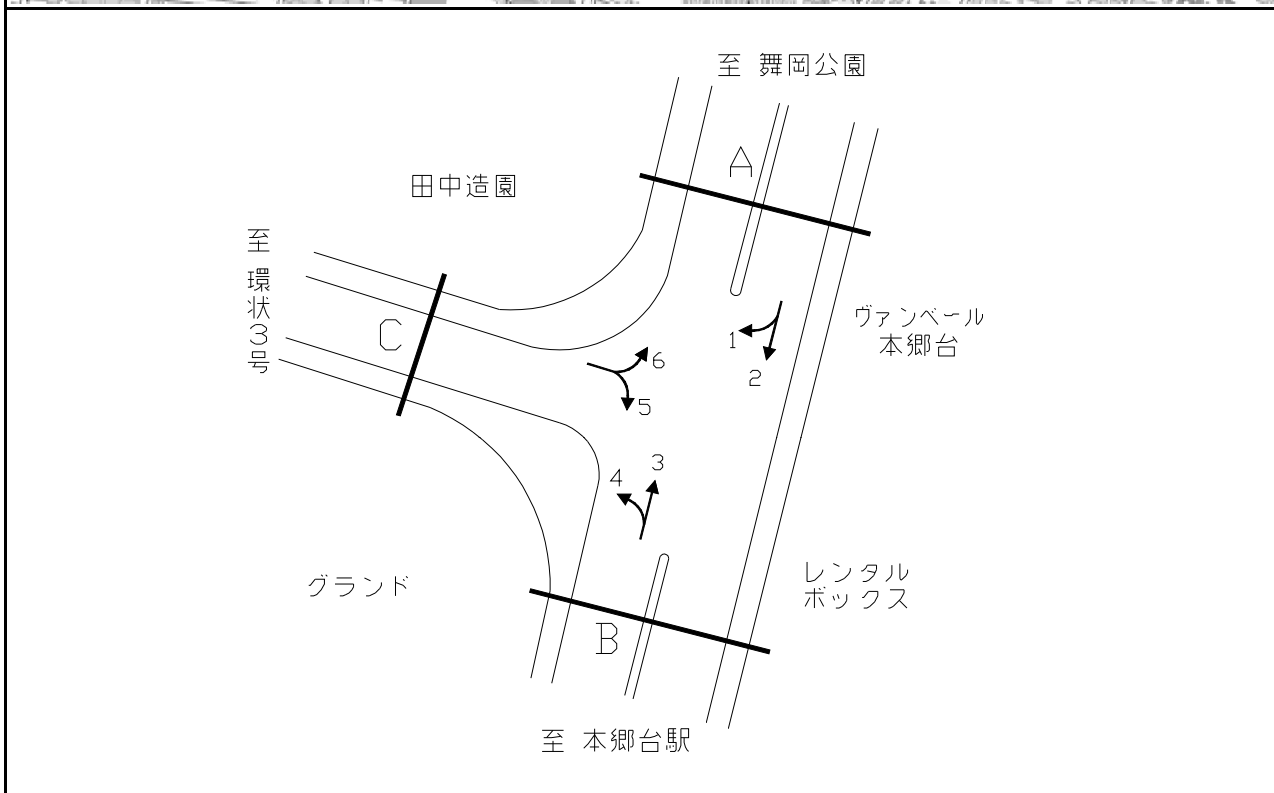 至 舞岡公園
A
田中造園
至 環状3号
C
ヴァンベール
本郷台
1
2
6
5
3
4
グランド
レンタル
ボックス
B
至 本郷台駅